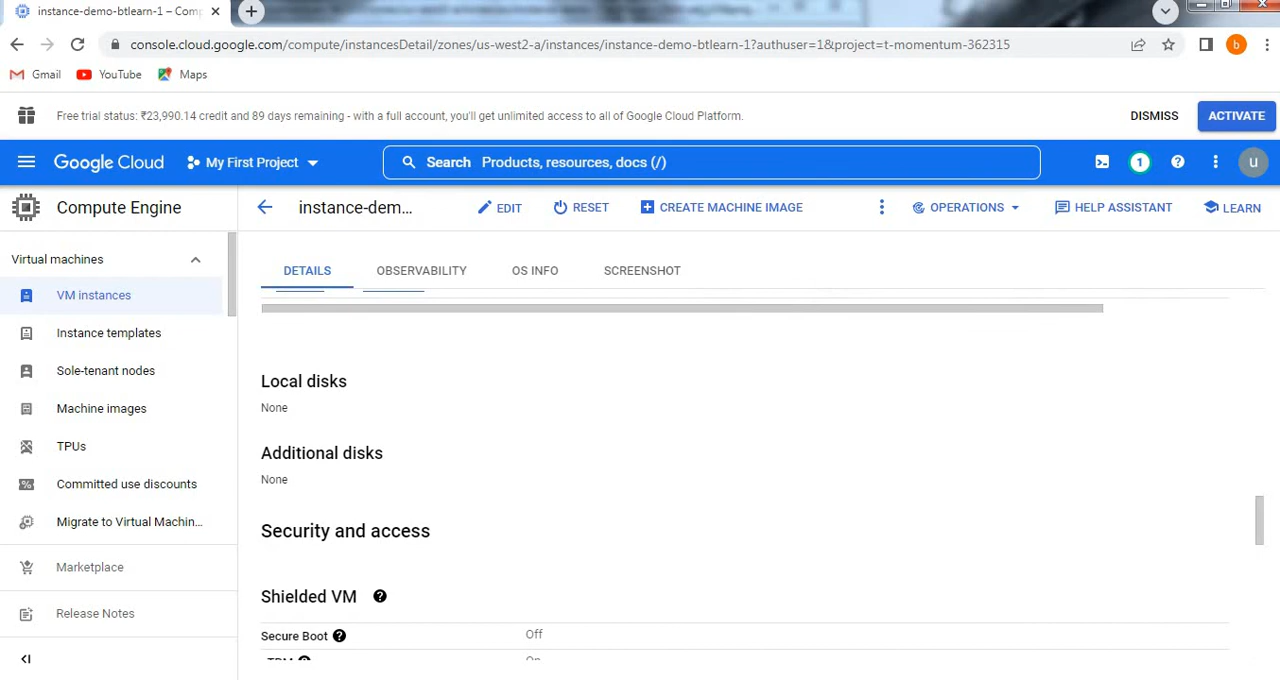 instance-demo-btlearn-1 – Comp
console.cloud.google.com/compute/instancesDetail/zones/us-west2-a/instances/instance-demo-btlearn-1?authuser=1&project=t-momentum-362315
b
Gmail
YouTube
Maps
Free trial status: ₹23,990.14 credit and 89 days remaining - with a full account, you'll get unlimited access to all of Google Cloud Platform.
DISMISS
ACTIVATE
Google Cloud
My First Project
Search Products, resources, docs (/)
1
u
Compute Engine
instance-dem...
EDIT
RESET
CREATE MACHINE IMAGE
OPERATIONS
HELP ASSISTANT
LEARN
Virtual machines
VM instances
Instance templates
Sole-tenant nodes
Machine images
TPUs
Committed use discounts
Migrate to Virtual Machin...
Marketplace
Release Notes
DETAILS
OBSERVABILITY
OS INFO
SCREENSHOT
Local disks
None
Additional disks
None
Security and access
Shielded VM
Secure Boot
Off
On